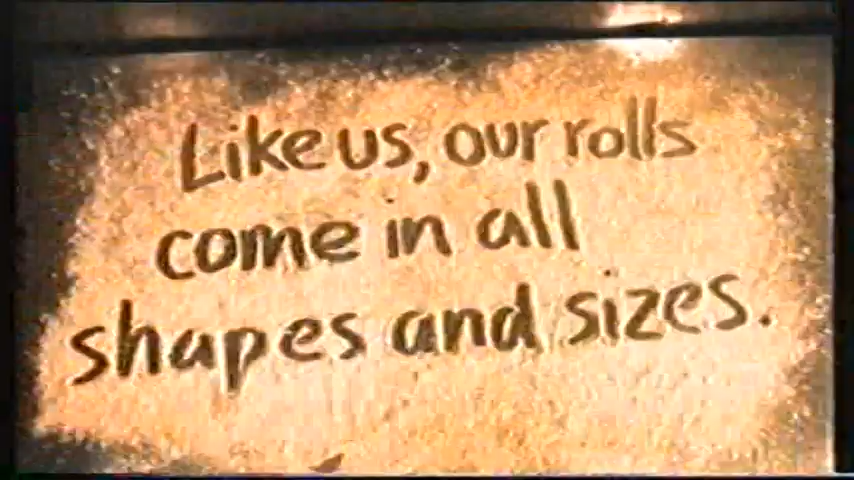 Like us, our rolls
come in all
shapes and sizes.